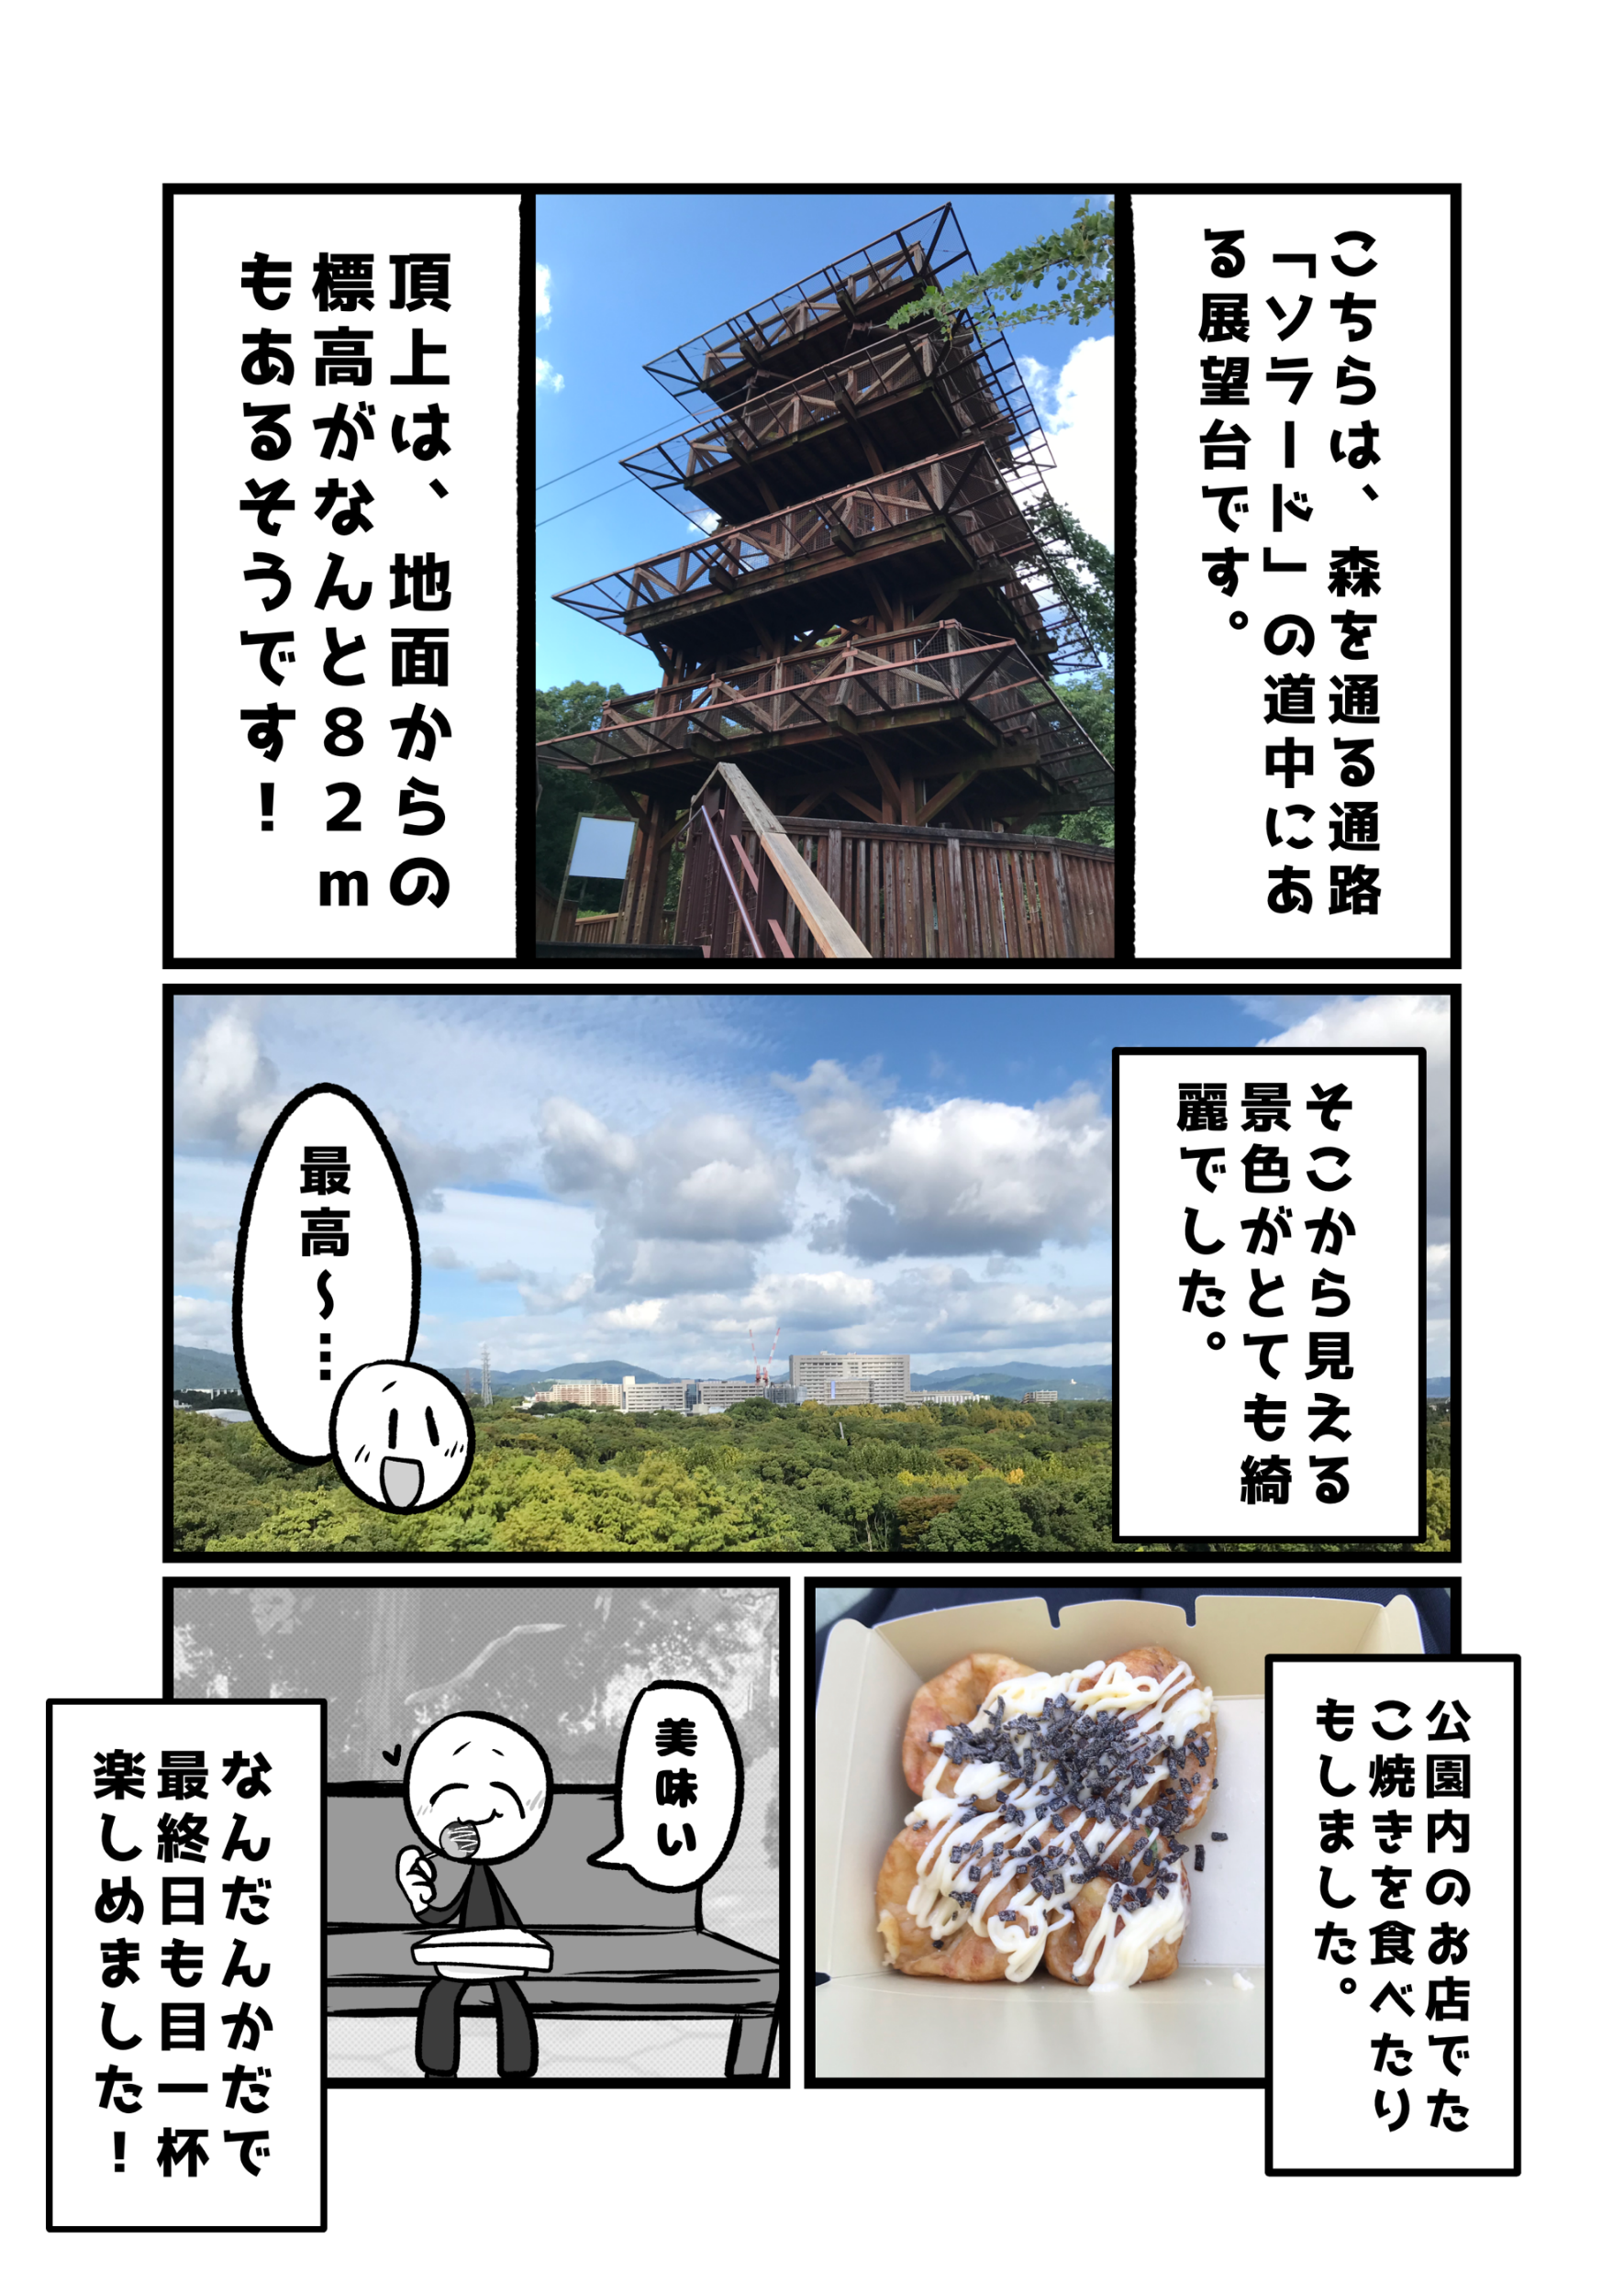 こちらは、森を通る通路
「ソラード」の道中にあ
る展望台です。
頂上は、地面からの
標高がなんと82m
もあるそうです！
そこから見える
景色がとても綺
麗でした。
最高～…
公園内のお店でた
こ焼きを食べたり
もしました。
美味い
なんだんかだで
最終日も目一杯
楽しめました！